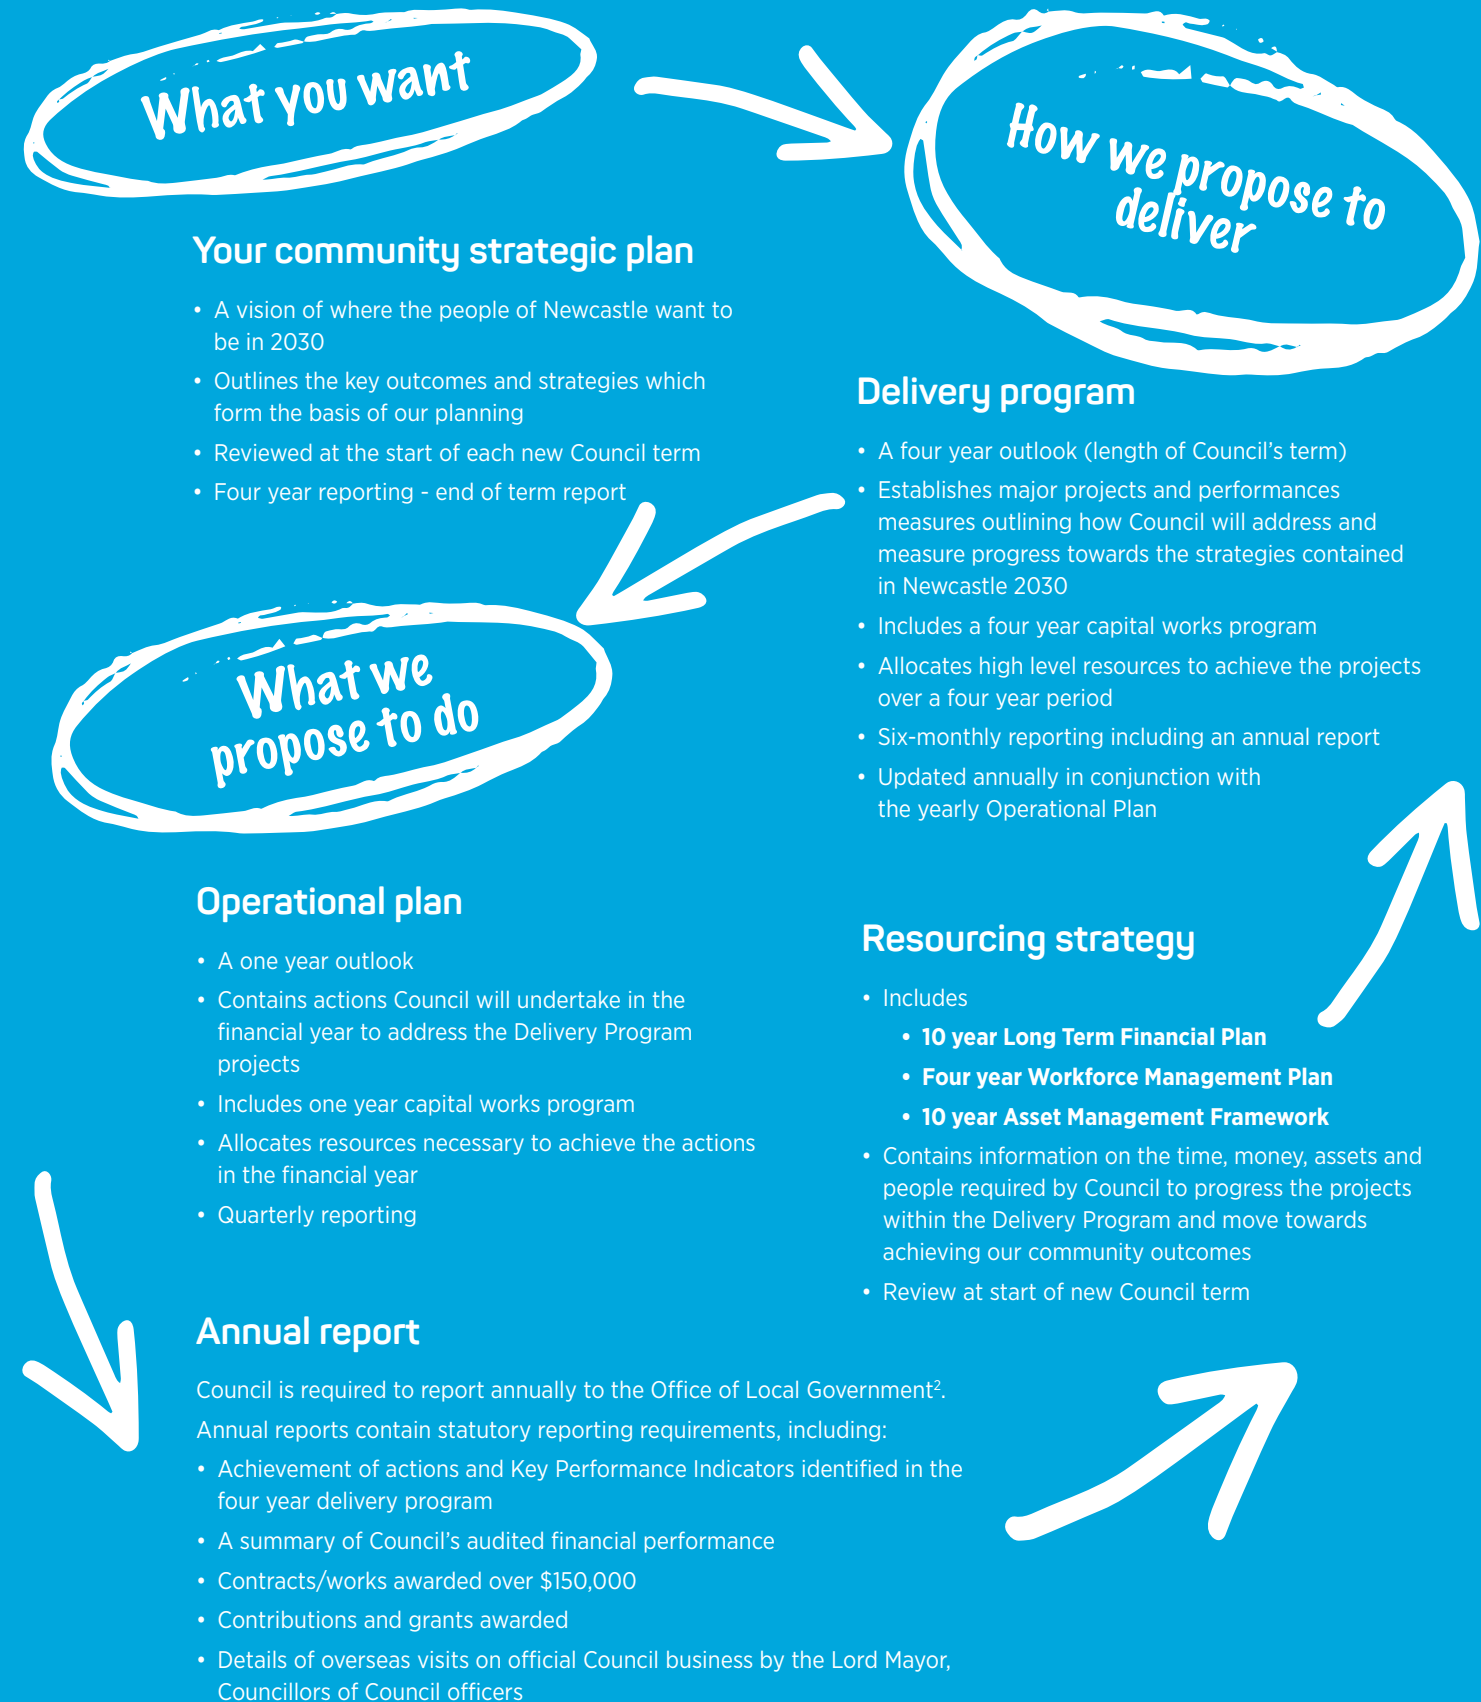 What you want
Your community strategic plan
• A vision of where the people of Newcastle want to
be in 2030
• Outlines the key outcomes and strategies which
form the basis of our planning
• Reviewed at the start of each new Council term
• Four year reporting - end of term report
How we propose to
deliver
Delivery program
• A four year outlook (length of Council’s term)
• Establishes major projects and performances
measures outlining how Council will address and
measure progress towards the strategies contained
in Newcastle 2030
• Includes a four year capital works program
• Allocates high level resources to achieve the projects
over a four year period
• Six-monthly reporting including an annual report
• Updated annually in conjunction with
the yearly Operational Plan
What we
propose to do
Operational plan
• A one year outlook
• Contains actions Council will undertake in the
financial year to address the Delivery Program
projects
• Includes one year capital works program
• Allocates resources necessary to achieve the actions
in the financial year
• Quarterly reporting
Resourcing strategy
• Includes
• 10 year Long Term Financial Plan
• Four year Workforce Management Plan
• 10 year Asset Management Framework
• Contains information on the time, money, assets and
people required by Council to progress the projects
within the Delivery Program and move towards
achieving our community outcomes
• Review at start of new Council term
Annual report
Council is required to report annually to the Office of Local Government².
Annual reports contain statutory reporting requirements, including:
• Achievement of actions and Key Performance Indicators identified in the
four year delivery program
• A summary of Council’s audited financial performance
• Contracts/works awarded over $150,000
• Contributions and grants awarded
• Details of overseas visits on official Council business by the Lord Mayor,
Councillors of Council officers